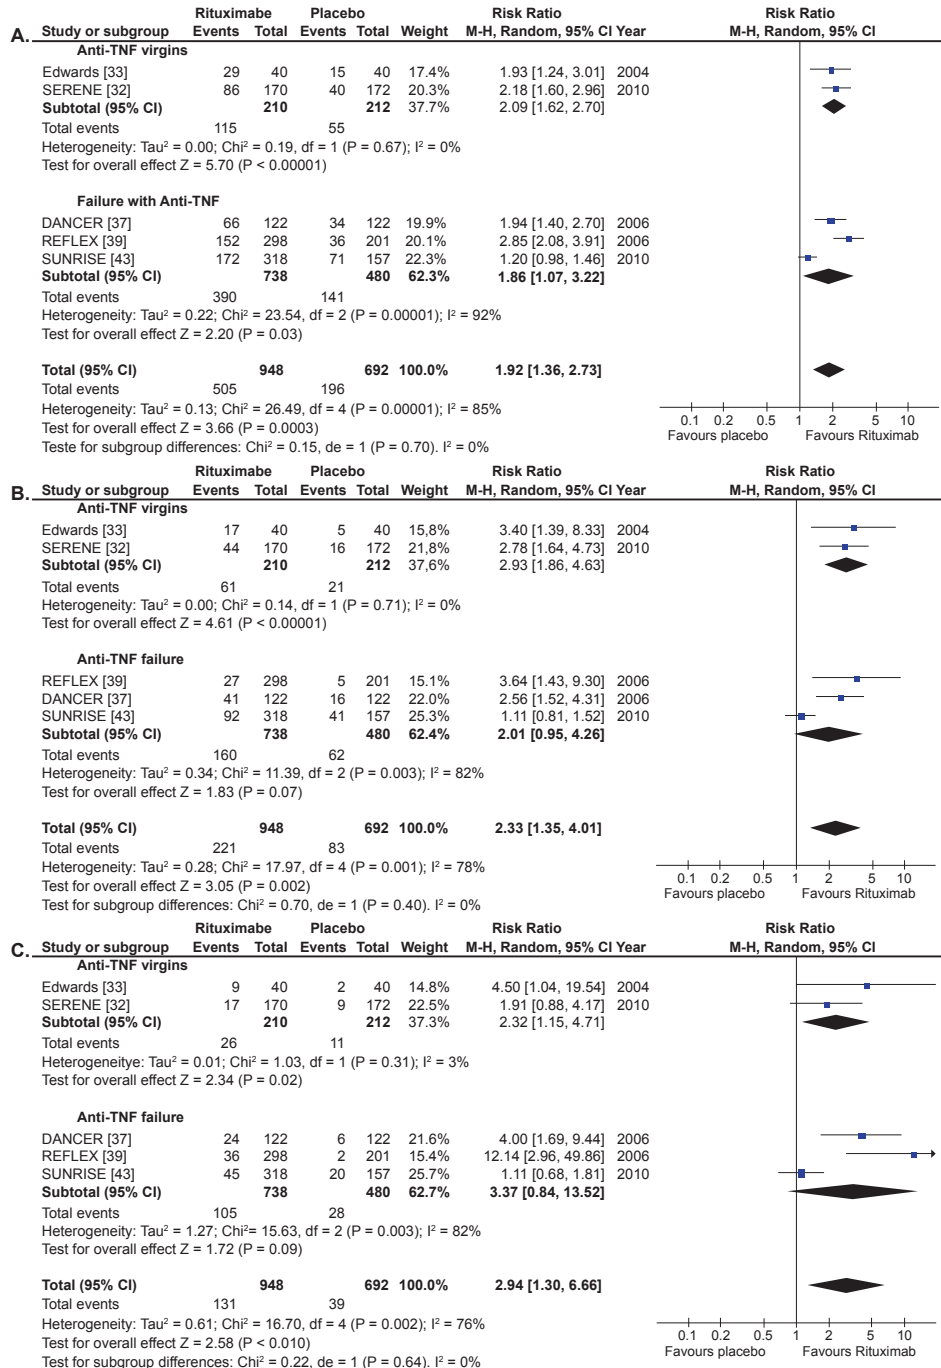 Rituximabe Placebo Risk Ratio Risk Ratio
A. Study or subgroup Events Total Events Total Weight M-H, Random, 95% CI Year M-H, Random, 95% CI
Anti-TNF virgins
Edwards [33] 29 40 15 40 17.4% 1.93 [1.24, 3.01] 2004
SERENE [32] 86 170 40 172 20.3% 2.18 [1.60, 2.96] 2010
Subtotal (95% CI) 210 212 37.7% 2.09 [1.62, 2.70]
Total events 115 55
Heterogeneity: Tau² = 0.00; Chi² = 0.19, df = 1 (P = 0.67); I² = 0%
Test for overall effect Z = 5.70 (P < 0.00001)
Failure with Anti-TNF
DANCER [37] 66 122 34 122 19.9% 1.94 [1.40, 2.70] 2006
REFLEX [39] 152 298 36 201 20.1% 2.85 [2.08, 3.91] 2006
SUNRISE [43] 172 318 71 157 22.3% 1.20 [0.98, 1.46] 2010
Subtotal (95% CI) 738 480 62.3% 1.86 [1.07, 3.22]
Total events 390 141
Heterogeneity: Tau² = 0.22; Chi² = 23.54, df = 2 (P = 0.00001); I² = 92%
Test for overall effect Z = 2.20 (P = 0.03)
Total (95% CI) 948 692 100.0% 1.92 [1.36, 2.73]
Total events 505 196
Heterogeneity: Tau² = 0.13; Chi² = 26.49, df = 4 (P = 0.00001); I² = 85%
Test for overall effect Z = 3.66 (P = 0.0003)
Teste for subgroup differences: Chi² = 0.15, de = 1 (P = 0.70). I² = 0%
0.1 0.2 0.5 1 2 5 10
Favours placebo Favours Rituximab
Rituximabe Placebo Risk Ratio Risk Ratio
B. Study or subgroup Events Total Events Total Weight M-H, Random, 95% CI Year M-H, Random, 95% CI
Anti-TNF virgins
Edwards [33] 17 40 5 40 15,8% 3.40 [1.39, 8.33] 2004
SERENE [32] 44 170 16 172 21,8% 2.78 [1.64, 4.73] 2010
Subtotal (95% CI) 210 212 37,6% 2.93 [1.86, 4.63]
Total events 61 21
Heterogeneity: Tau² = 0.00; Chi² = 0.14, df = 1 (P = 0.71); I² = 0%
Test for overall effect Z = 4.61 (P < 0.00001)
Anti-TNF failure
REFLEX [39] 27 298 5 201 15.1% 3.64 [1.43, 9.30] 2006
DANCER [37] 41 122 16 122 22.0% 2.56 [1.52, 4.31] 2006
SUNRISE [43] 92 318 41 157 25.3% 1.11 [0.81, 1.52] 2010
Subtotal (95% CI) 738 480 62.4% 2.01 [0.95, 4.26]
Total events 160 62
Heterogeneity: Tau² = 0.34; Chi² = 11.39, df = 2 (P = 0.003); I² = 82%
Test for overall effect Z = 1.83 (P = 0.07)
Total (95% CI) 948 692 100.0% 2.33 [1.35, 4.01]
Total events 221 83
Heterogeneity: Tau² = 0.28; Chi² = 17.97, df = 4 (P = 0.001); I² = 78%
Test for overall effect Z = 3.05 (P = 0.002)
Test for subgroup differences: Chi² = 0.70, de = 1 (P = 0.40). I² = 0%
0.1 0.2 0.5 1 2 5 10
Favours placebo Favours Rituximab
Rituximabe Placebo Risk Ratio Risk Ratio
C. Study or subgroup Events Total Events Total Weight M-H, Random, 95% CI Year M-H, Random, 95% CI
Anti-TNF virgins
Edwards [33] 9 40 2 40 14.8% 4.50 [1.04, 19.54] 2004
SERENE [32] 17 170 9 172 22.5% 1.91 [0.88, 4.17] 2010
Subtotal (95% CI) 210 212 37.3% 2.32 [1.15, 4.71]
Total events 26 11
Heterogeneitye: Tau² = 0.01; Chi² = 1.03, df = 1 (P = 0.31); I² = 3%
Test for overall effect Z = 2.34 (P = 0.02)
Anti-TNF failure
DANCER [37] 24 122 6 122 21.6% 4.00 [1.69, 9.44] 2006
REFLEX [39] 36 298 2 201 15.4% 12.14 [2.96, 49.86] 2006
SUNRISE [43] 45 318 20 157 25.7% 1.11 [0.68, 1.81] 2010
Subtotal (95% CI) 738 480 62.7% 3.37 [0.84, 13.52]
Total events 105 28
Heterogeneity: Tau² = 1.27; Chi²= 15.63, df = 2 (P = 0.003); I² = 82%
Test for overall effect Z = 1.72 (P = 0.09)
Total (95% CI) 948 692 100.0% 2.94 [1.30, 6.66]
Total events 131 39
Heterogeneity: Tau² = 0.61; Chi² = 16.70, df = 4 (P = 0.002); I² = 76%
Test for overall effect Z = 2.58 (P < 0.010)
Test for subgroup differences: Chi² = 0.22, de = 1 (P = 0.64). I² = 0%
0.1 0.2 0.5 1 2 5 10
Favours placebo Favours Rituximab